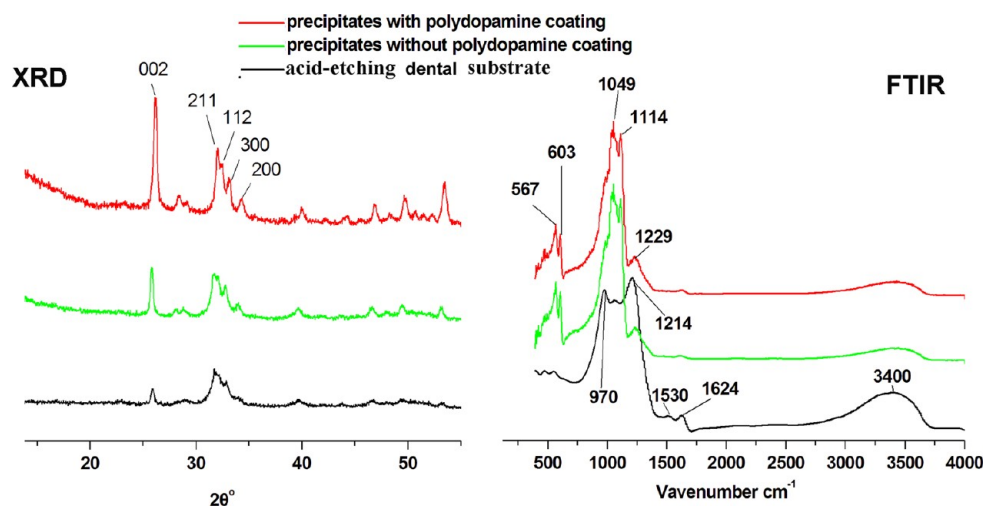 precipitates with polydopamine coating
precipitates without polydopamine coating
acid-etching dental substrate
XRD
FTIR
002
211
112
300
200
1049
1114
603
567
1229
1214
970
1530
1624
3400
20
30
40
50
2θ°
500 1000 1500 2000 2500 3000 3500 4000
Vavenumber cm⁻¹